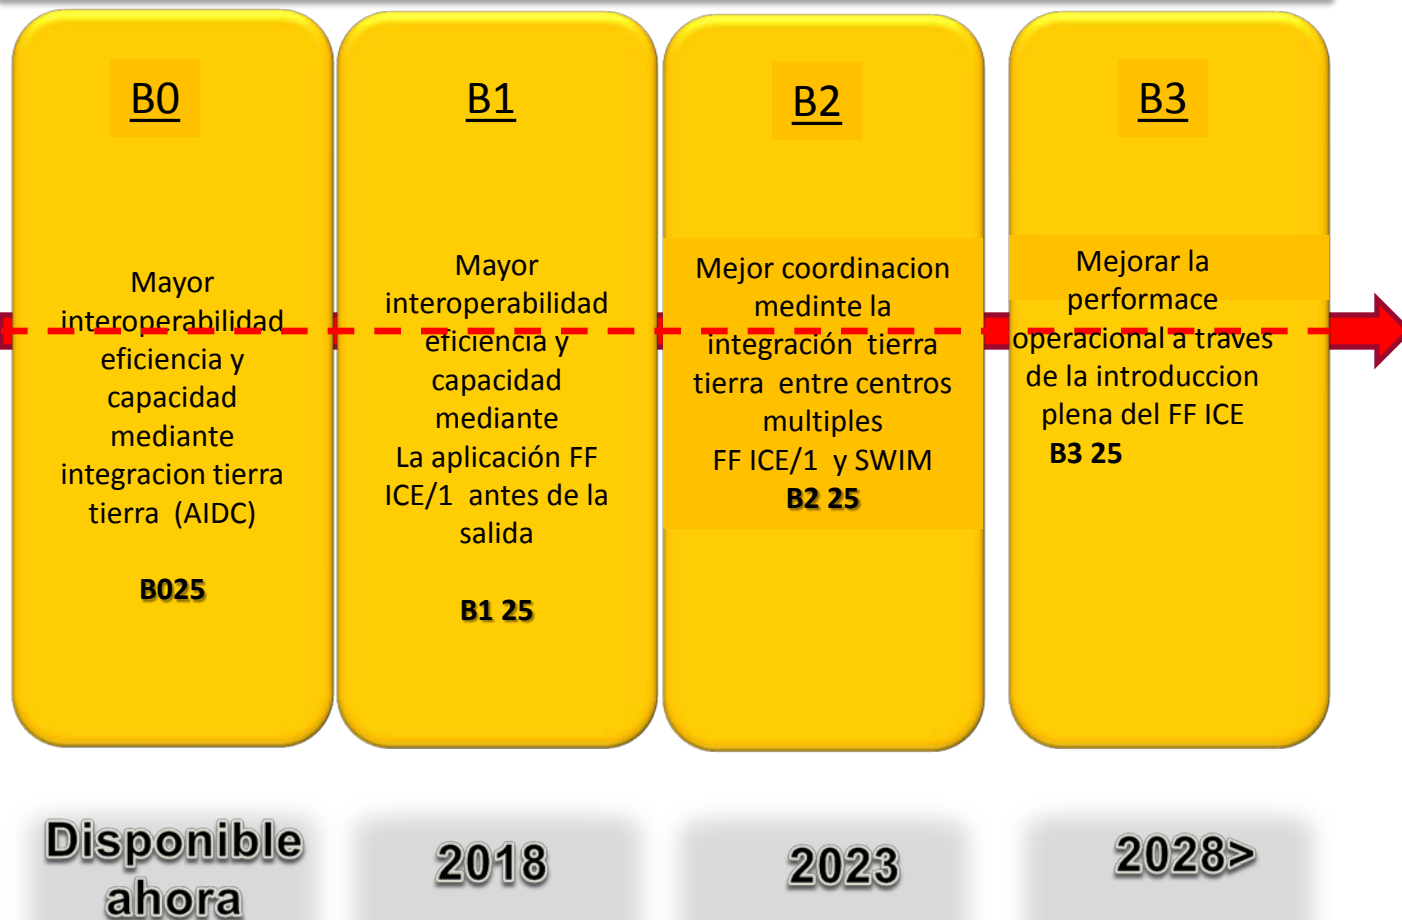 B0
Mayor
interoperabilidad
eficiencia y
capacidad
mediante
integracion tierra
tierra (AIDC)
B025
B1
Mayor
interoperabilidad
eficiencia y
capacidad
mediante
La aplicación FF
ICE/1 antes de la
salida
B1 25
B2
Mejor coordinacion
medinte la
integración tierra
tierra entre centros
multiples
FF ICE/1 y SWIM
B2 25
B3
Mejorar la
performace
operacional a traves
de la introduccion
plena del FF ICE
B3 25
Disponible
ahora
2018
2023
2028>